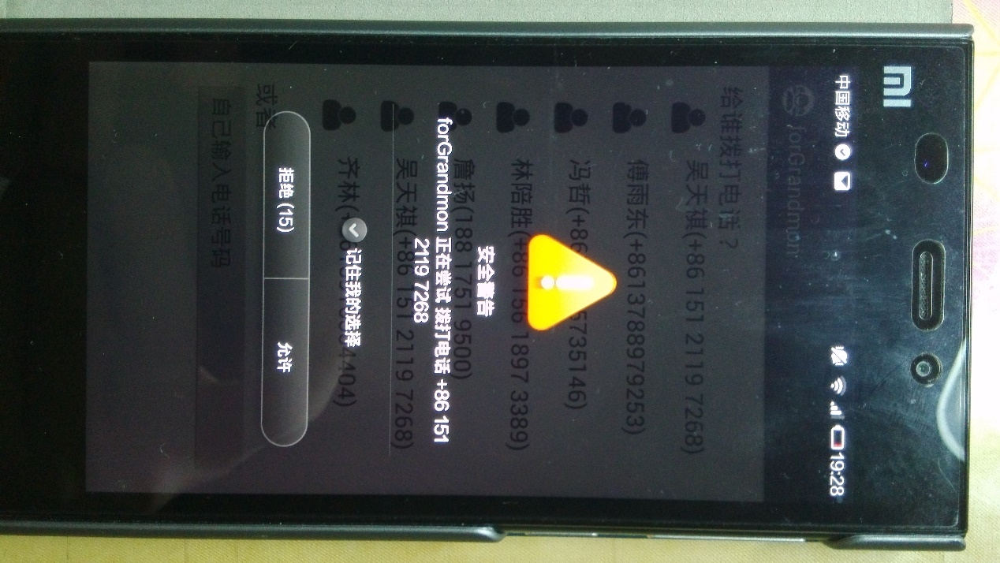 MI
中国移动
19:28
forGrandmon
给谁拨打电话？
吴天祺(+86 151 2119 7268)
傅雨东(+8613788979253)
冯哲(+86
5735146)
林陪胜(+86 156 1897 3389)
安全警告
詹扬(188 1751 9500)
forGrandmon 正在尝试 拨打电话 +86 151
2119 7268
吴天祺(+86 151 2119 7268)
记住我的选择
齐林(
4404)
拒绝 (15)
允许
或者
自己输入电话号码